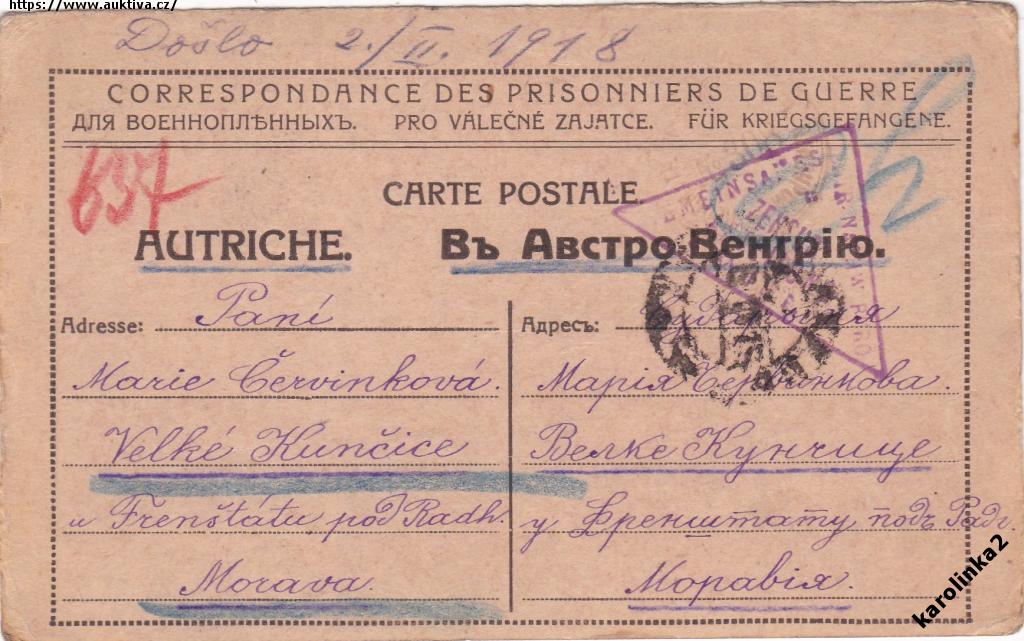 https://www.auktiva.cz/
Došlo 2./II. 1918
CORRESPONDANCE DES PRISONNIERS DE GUERRE
ДЛЯ ВОЕННОПЛѢННЫХЪ. PRO VÁLEČNÉ ZAJATCE. FÜR KRIEGSGEFANGENE.
637
CARTE POSTALE.
AUTRICHE. Въ Австро-Венгрію.
Adresse: Paní
Marie Červinková.
Velké Kunčice
u Frenštátu pod Radh.
Morava.
Адресъ:
Марія Червинкова.
Велке Кунчице
у Френштату подъ Радг.
Моравія.
karolinka2